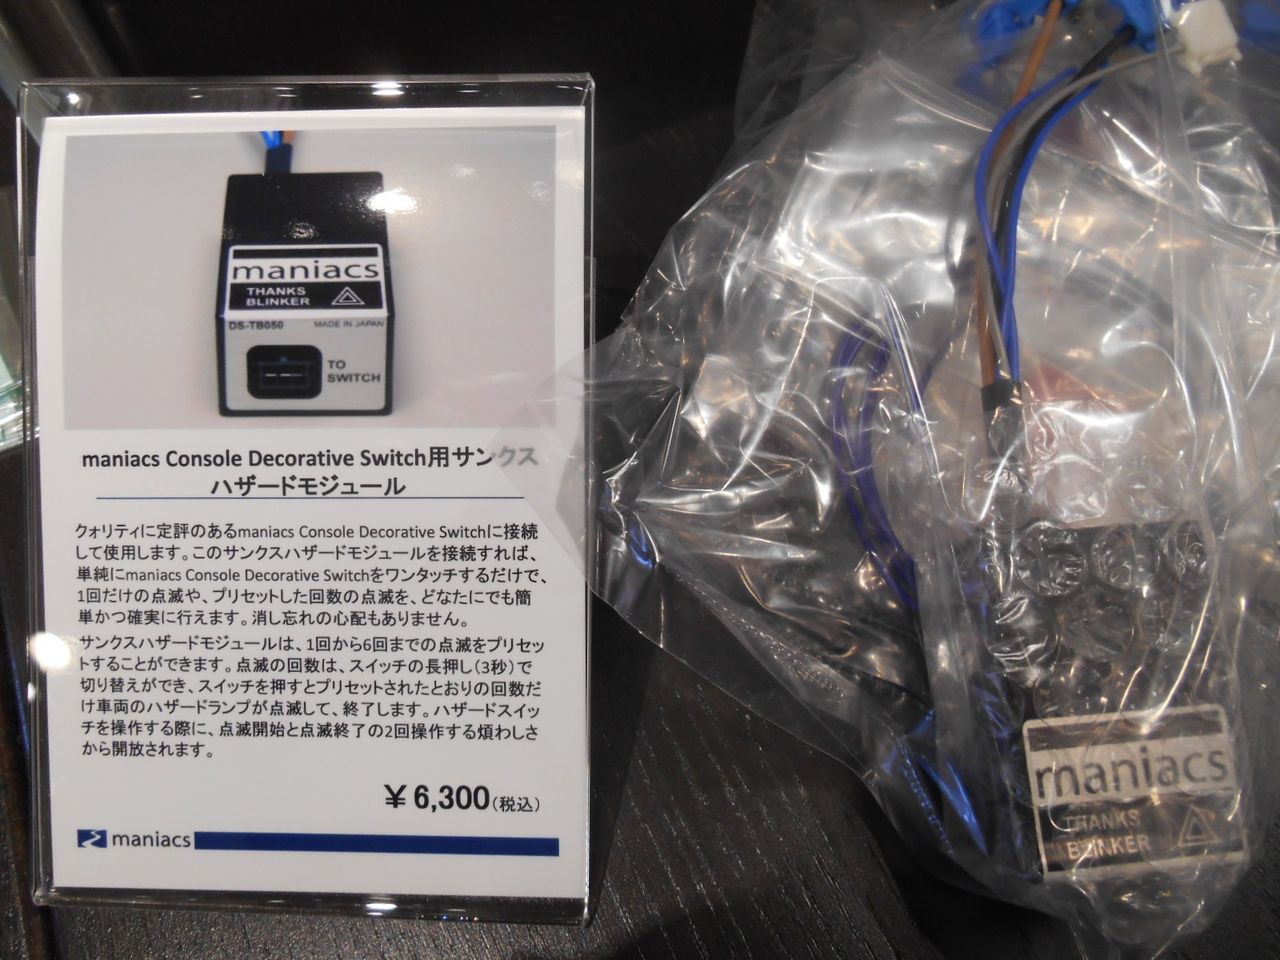 maniacs
THANKS
BLINKER
DS-TB050 MADE IN JAPAN
TO
SWITCH
maniacs Console Decorative Switch用サンクス
ハザードモジュール
クォリティに定評のあるmaniacs Console Decorative Switchに接続
して使用します。このサンクスハザードモジュールを接続すれば、
単純にmaniacs Console Decorative Switchをワンタッチするだけで、
1回だけの点滅や、プリセットした回数の点滅を、どなたにでも簡
単かつ確実に行えます。消し忘れの心配もありません。
サンクスハザードモジュールは、1回から6回までの点滅をプリセッ
トすることができます。点滅の回数は、スイッチの長押し(3秒)で
切り替えができ、スイッチを押すとプリセットされたとおりの回数だ
け車両のハザードランプが点滅して、終了します。ハザードスイッ
チを操作する際に、点滅開始と点滅終了の2回操作する煩わしさ
から開放されます。
￥6,300(税込)
maniacs
maniacs
THANKS
BLINKER